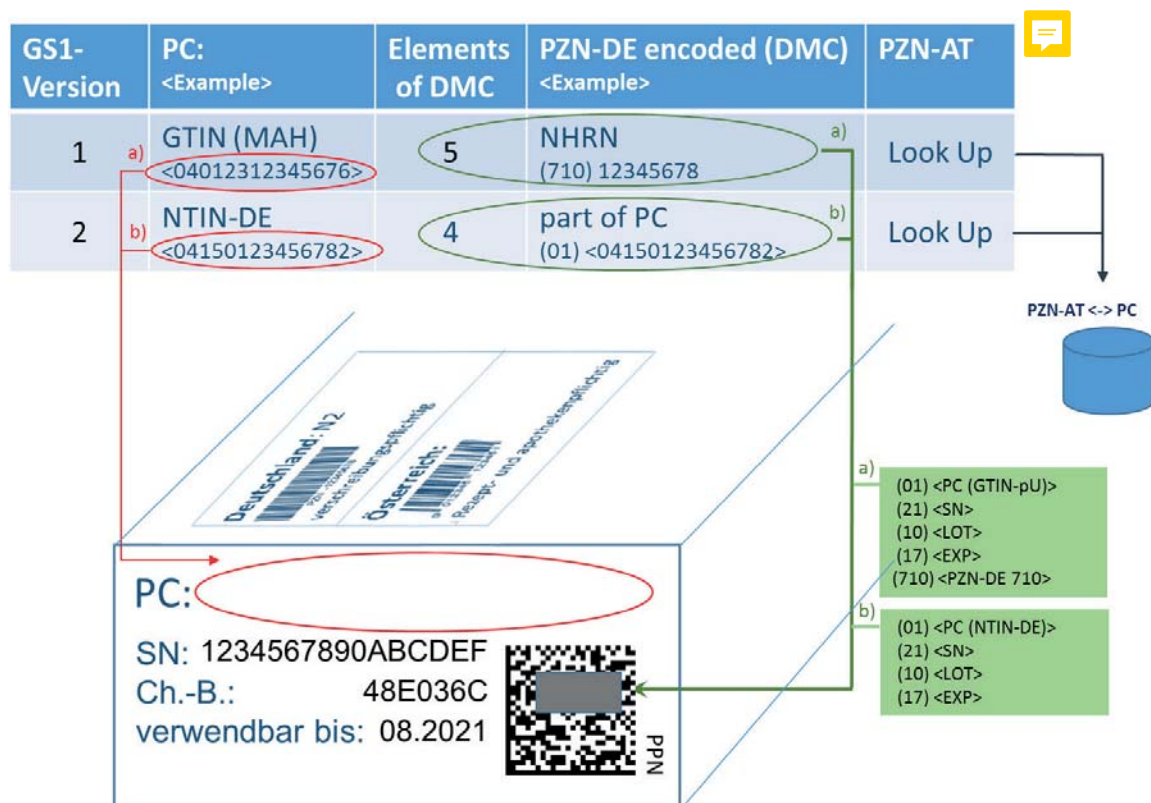 GS1-Version
PC:
<Example>
Elements of DMC
PZN-DE encoded (DMC)
<Example>
PZN-AT
1
a)
GTIN (MAH)
<04012312345676>
5
NHRN
(710) 12345678
a)
Look Up
2
b)
NTIN-DE
<04150123456782>
4
part of PC
(01) <04150123456782>
b)
Look Up
PZN-AT <-> PC
Deutschland: N2
verschreibungspflichtig
Österreich:
Rezept- und apothekenpflichtig
a)
(01) <PC (GTIN-pU)>
(21) <SN>
(10) <LOT>
(17) <EXP>
(710) <PZN-DE 710>
b)
(01) <PC (NTIN-DE)>
(21) <SN>
(10) <LOT>
(17) <EXP>
PC:
SN: 1234567890ABCDEF
Ch.-B.: 48E036C
verwendbar bis: 08.2021
PPN